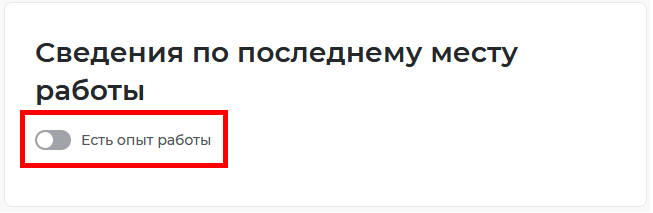 Сведения по последнему месту
работы
Есть опыт работы